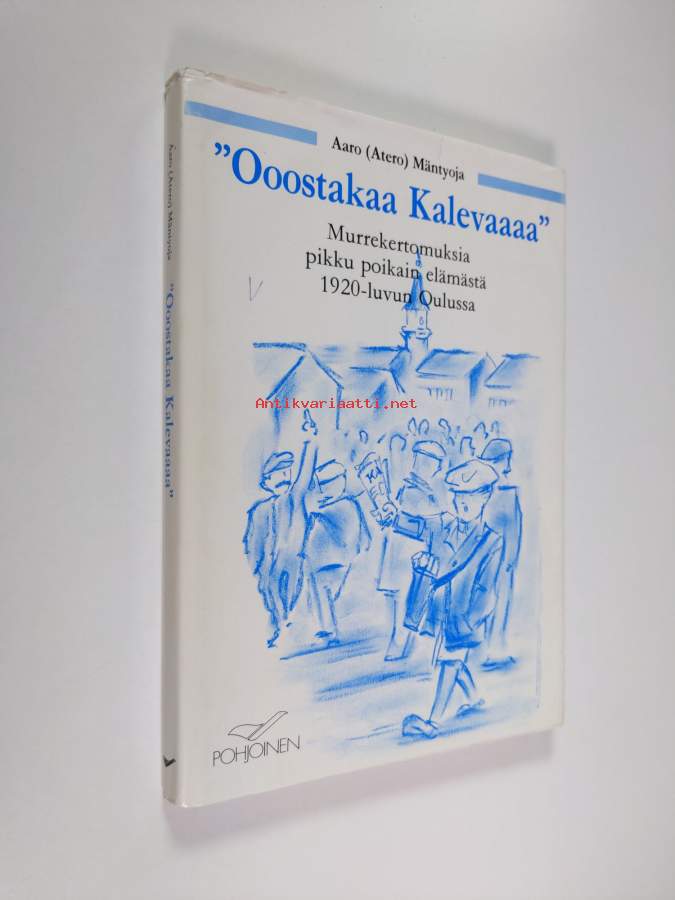 Aaro (Atero) Mäntyoja
”Ooostakaa Kalevaaaa”
Murrekertomuksia
pikku poikain elämästä
1920-luvun Oulussa
Antikvariaatti.net
POHJOINEN
Aaro (Atero) Mäntyoja
”Ooostakaa Kalevaaaa”